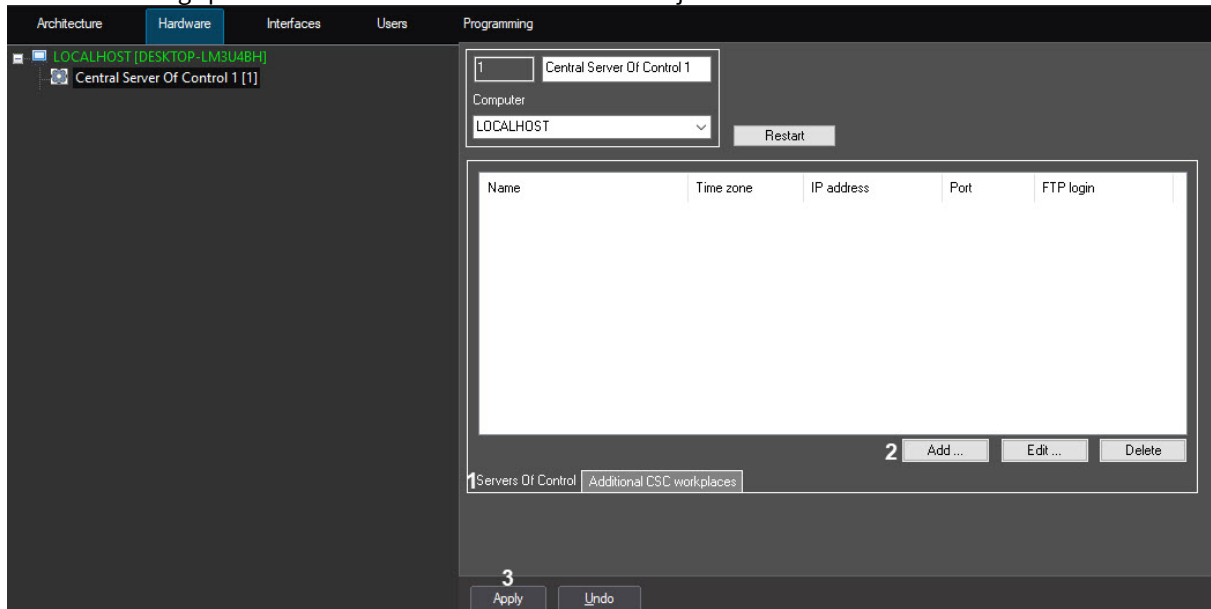 Architecture Hardware Interfaces Users Programming
LOCALHOST [DESKTOP-LM3U4BH]
Central Server Of Control 1 [1]
1 Central Server Of Control 1
Computer
LOCALHOST
Restart
Name Time zone IP address Port FTP login
2 Add ... Edit ... Delete
1 Servers Of Control Additional CSC workplaces
3
Apply Undo